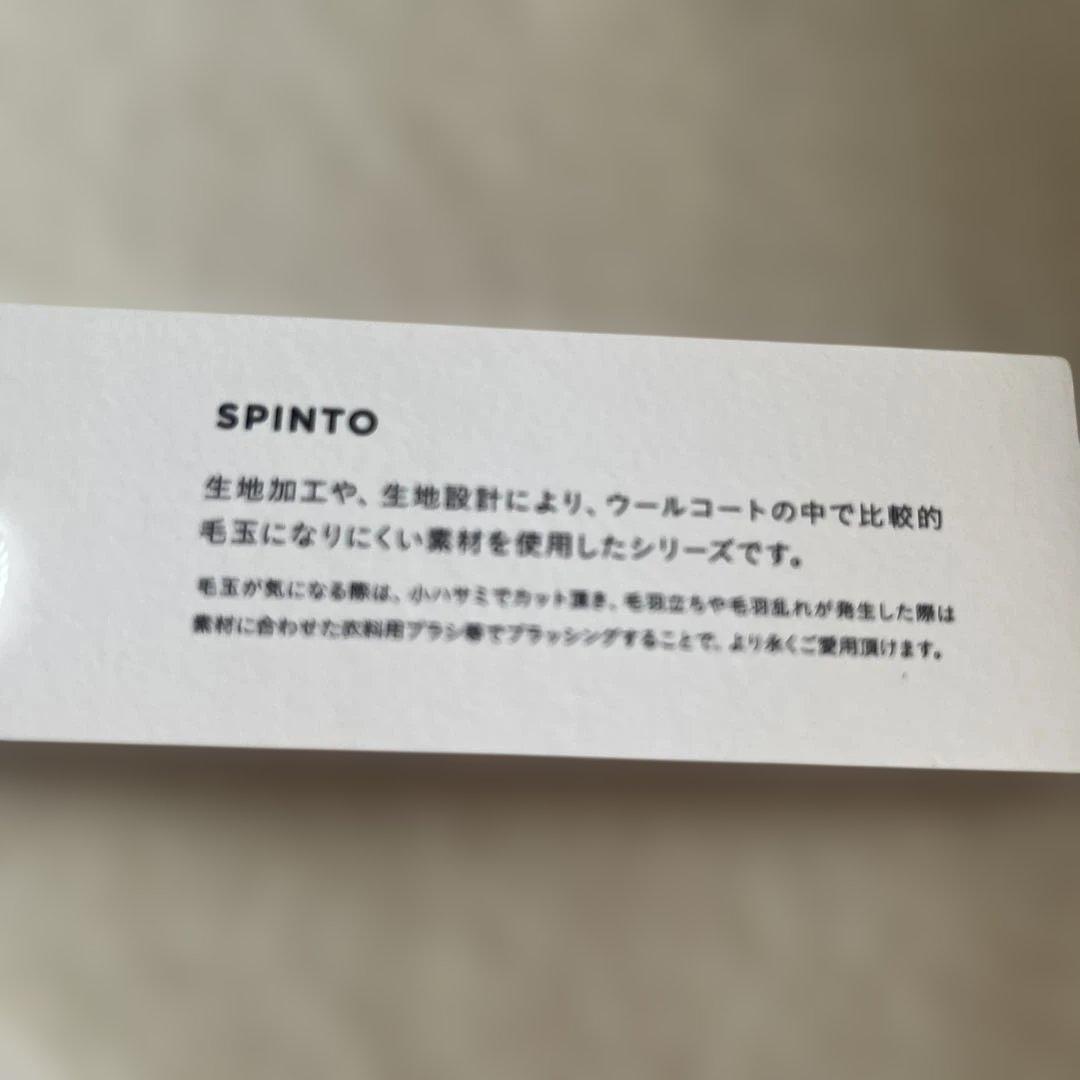 SPINTO
生地加工や、生地設計により、ウールコートの中で比較的
毛玉になりにくい素材を使用したシリーズです。
毛玉が気になる際は、小ハサミでカット頂き、毛羽立ちや毛羽乱れが発生した際は
素材に合わせた衣料用ブラシ等でブラッシングすることで、より永くご愛用頂けます。